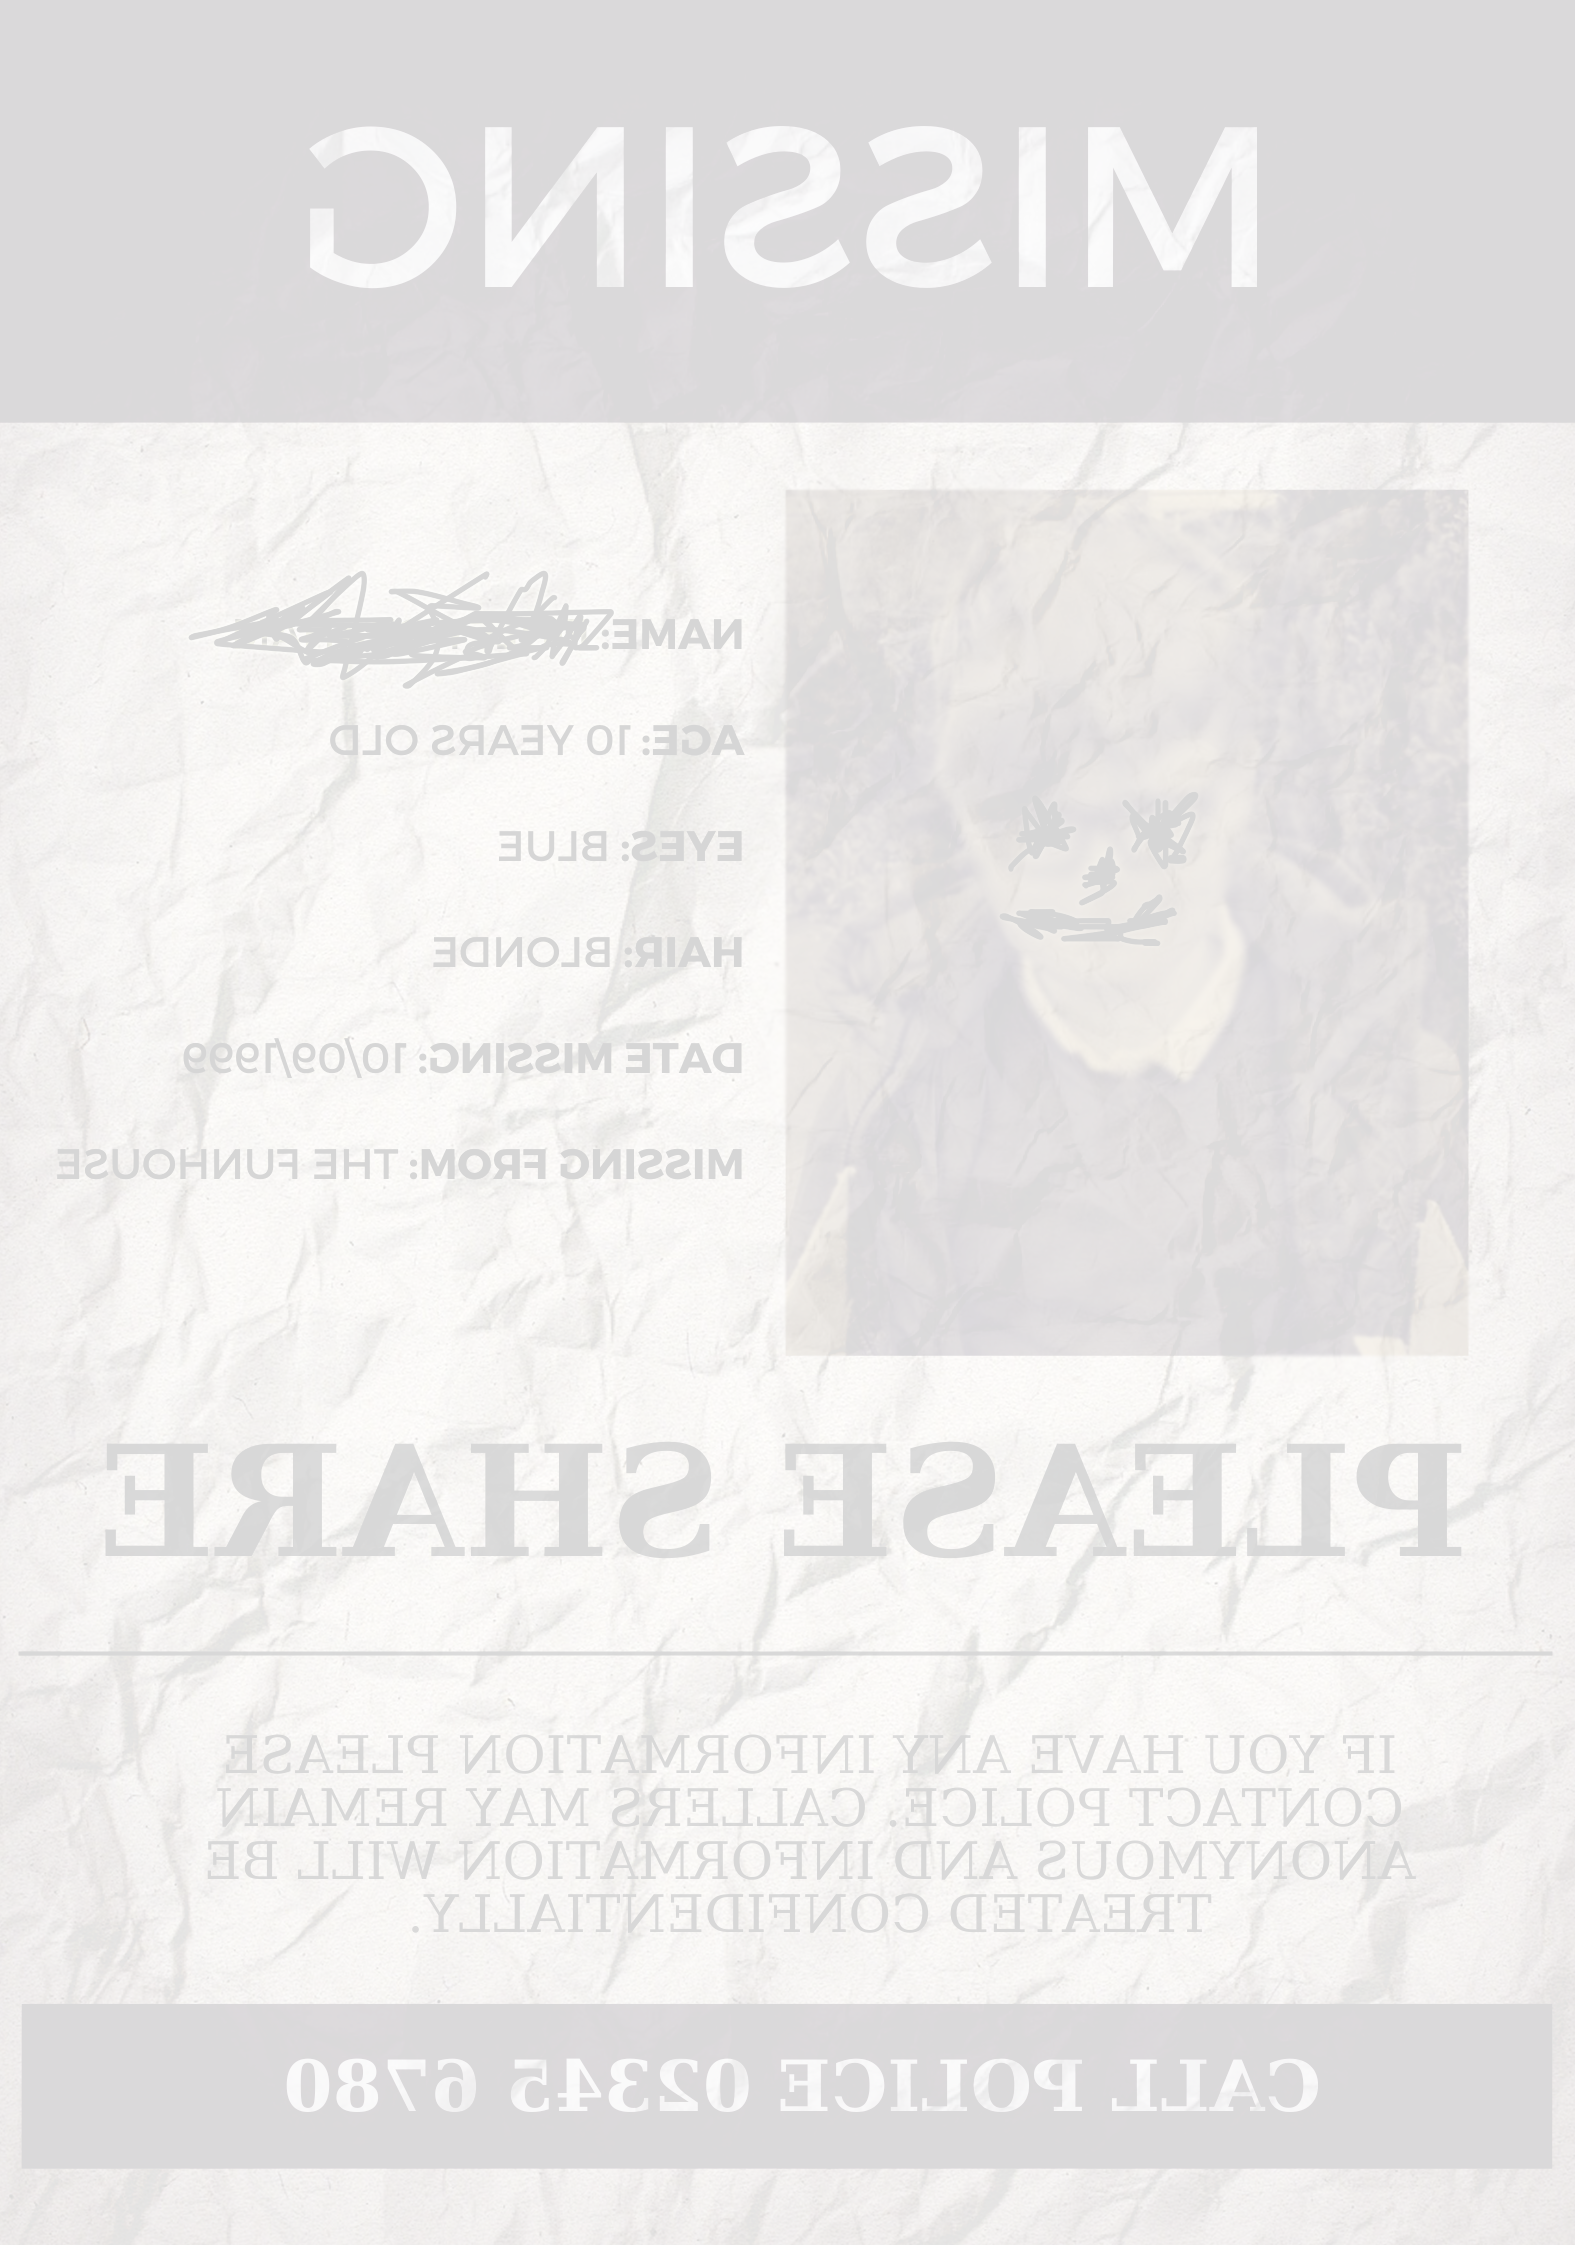 MISSING
NAME:
AGE: 10 YEARS OLD
EYES: BLUE
HAIR: BLONDE
DATE MISSING: 10/09/1999
MISSING FROM: THE FUNHOUSE
PLEASE SHARE
IF YOU HAVE ANY INFORMATION PLEASE
CONTACT POLICE. CALLERS MAY REMAIN
ANONYMOUS AND INFORMATION WILL BE
TREATED CONFIDENTIALLY.
CALL POLICE 02345 6780